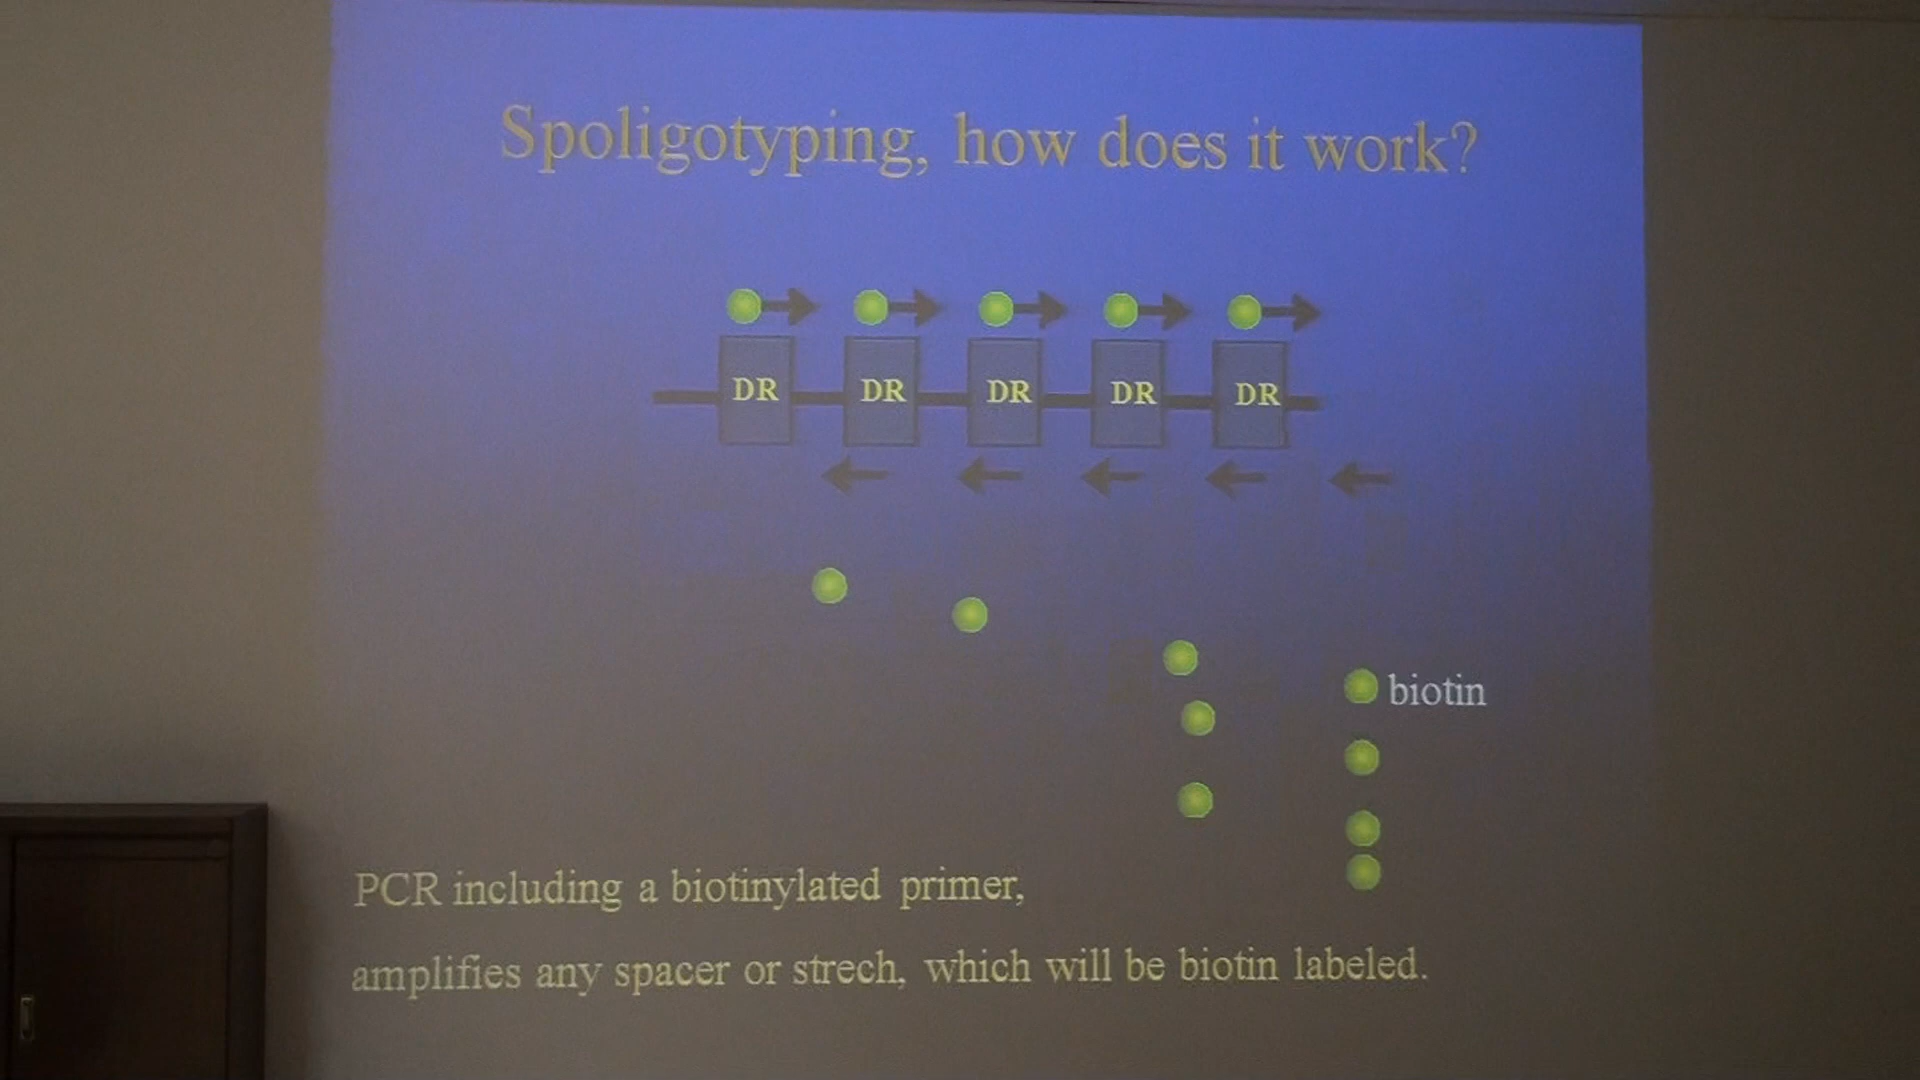 Spoligotyping, how does it work?
DR DR DR DR DR
biotin
PCR including a biotinylated primer,
amplifies any spacer or strech, which will be biotin labeled.